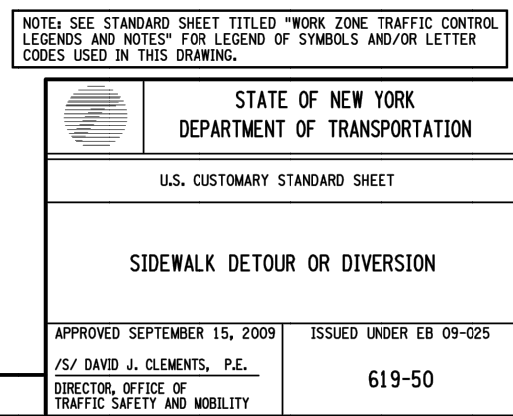 NOTE: SEE STANDARD SHEET TITLED "WORK ZONE TRAFFIC CONTROL
LEGENDS AND NOTES" FOR LEGEND OF SYMBOLS AND/OR LETTER
CODES USED IN THIS DRAWING.
STATE OF NEW YORK
DEPARTMENT OF TRANSPORTATION
U.S. CUSTOMARY STANDARD SHEET
SIDEWALK DETOUR OR DIVERSION
APPROVED SEPTEMBER 15, 2009
/S/ DAVID J. CLEMENTS, P.E.
DIRECTOR, OFFICE OF
TRAFFIC SAFETY AND MOBILITY
ISSUED UNDER EB 09-025
619-50